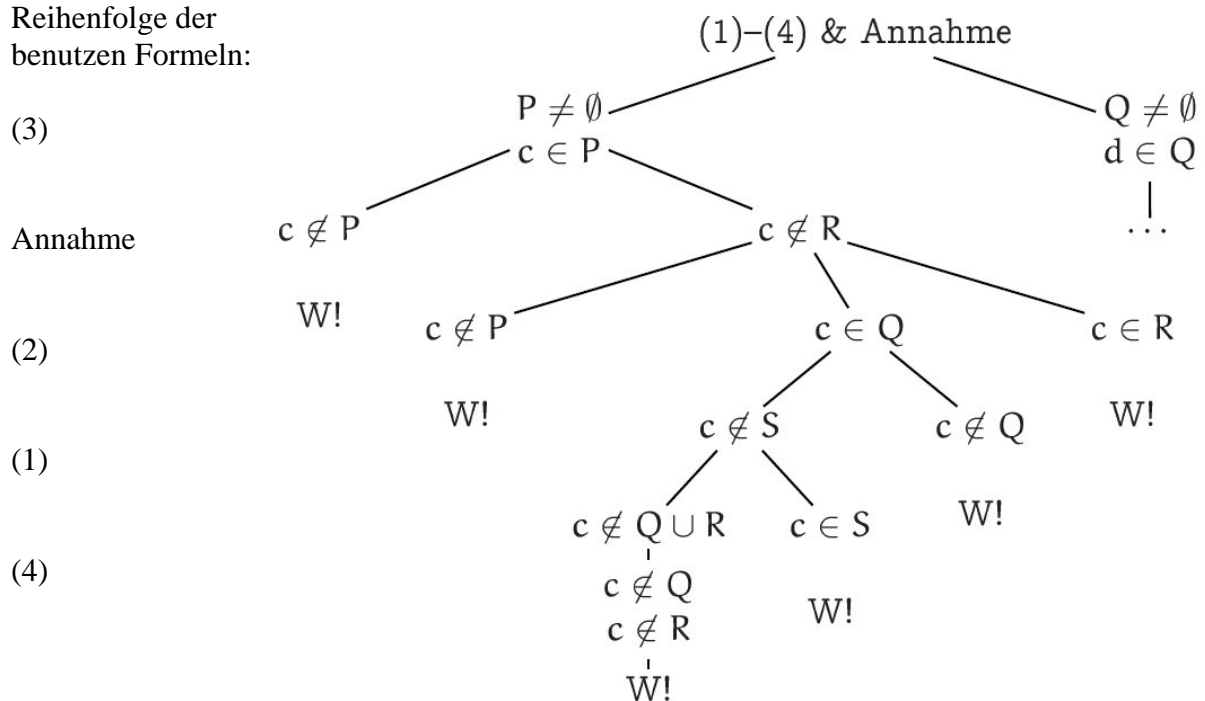 Reihenfolge der
benutzen Formeln:
(1)–(4) & Annahme
P ≠ ∅
Q ≠ ∅
(3)
c ∈ P
d ∈ Q
Annahme
c ∉ P
c ∉ R
...
W!
c ∉ P
c ∈ Q
c ∈ R
(2)
W!
c ∉ S
c ∉ Q
W!
(1)
c ∉ Q ∪ R
c ∈ S
W!
(4)
c ∉ Q
c ∉ R
W!
W!